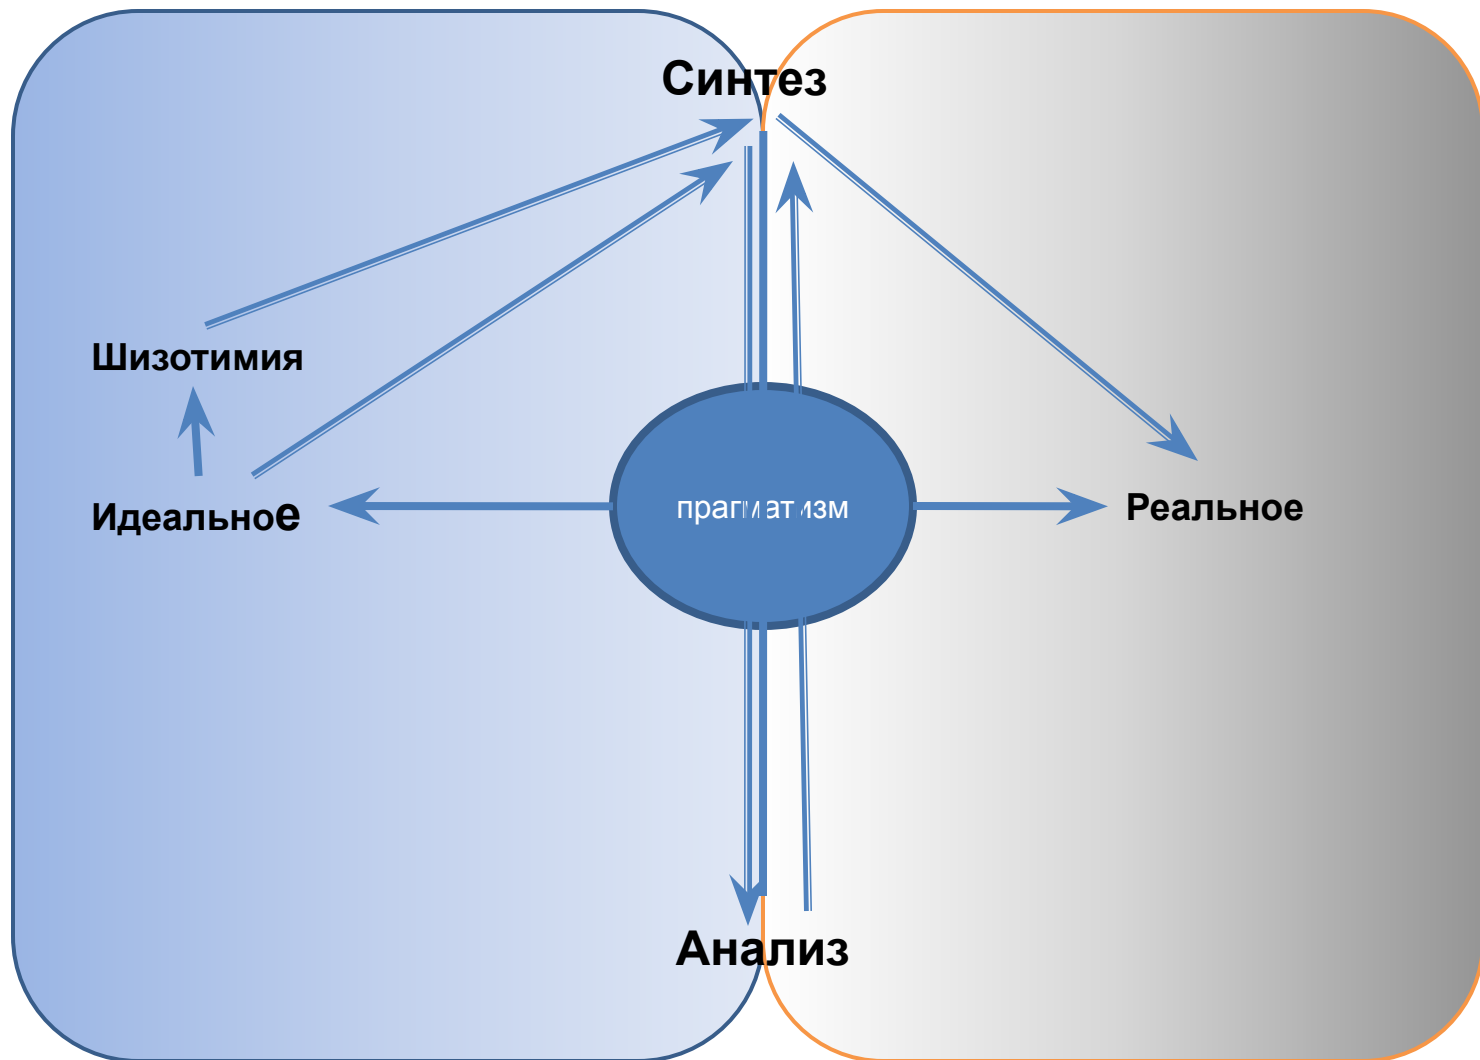 Синтез
Шизотимия
Идеальное
прагматизм
Реальное
Анализ